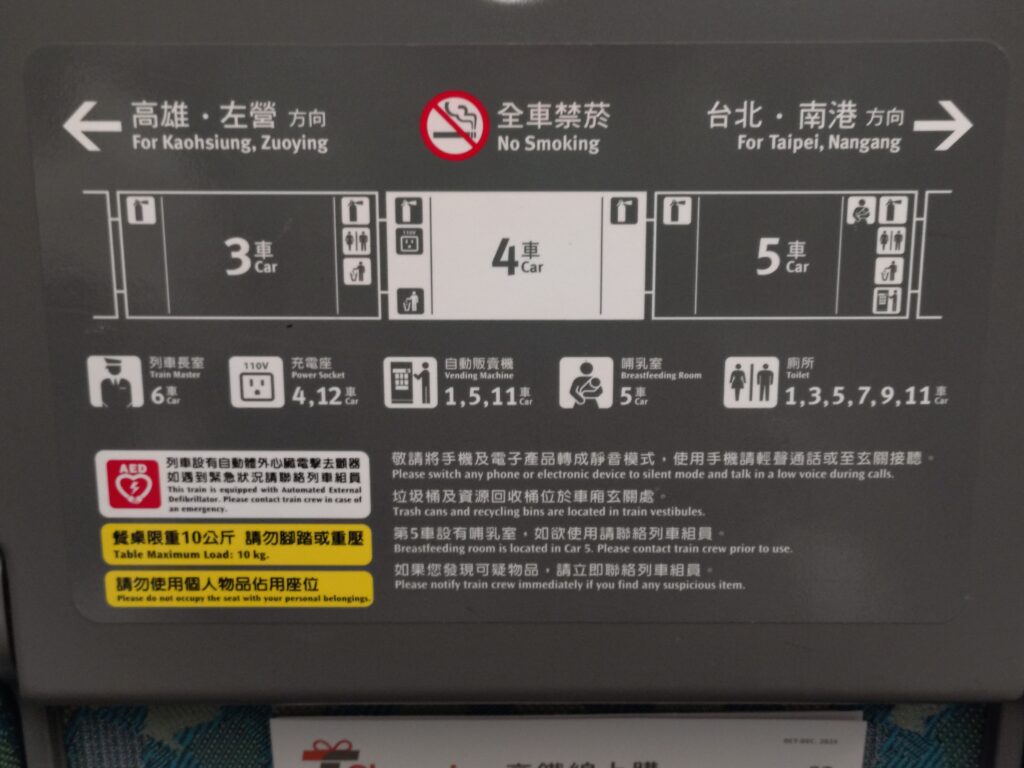 高雄・左營 方向
For Kaohsiung, Zuoying
全車禁菸
No Smoking
台北・南港 方向
For Taipei, Nangang
3車
Car
110V
4車
Car
5車
Car
列車長室
Train Master
6車
Car
110V
充電座
Power Socket
4,12車
Car
自動販賣機
Vending Machine
1,5,11車
Car
哺乳室
Breastfeeding Room
5車
Car
廁所
Toilet
1,3,5,7,9,11車
Car
AED
列車設有自動體外心臟電擊去顫器
如遇到緊急狀況請聯絡列車組員
This train is equipped with Automated External
Defibrillator. Please contact train crew in case of
an emergency.
餐桌限重10公斤 請勿腳踏或重壓
Table Maximum Load: 10 kg.
請勿使用個人物品佔用座位
Please do not occupy the seat with your personal belongings.
敬請將手機及電子產品轉成靜音模式，使用手機請輕聲通話或至玄關接聽。
Please switch any phone or electronic device to silent mode and talk in a low voice during calls.
垃圾桶及資源回收桶位於車廂玄關處。
Trash cans and recycling bins are located in train vestibules.
第5車設有哺乳室，如欲使用請聯絡列車組員。
Breastfeeding room is located in Car 5. Please contact train crew prior to use.
如果您發現可疑物品，請立即聯絡列車組員。
Please notify train crew immediately if you find any suspicious item.
OCT-DEC. 2024
高鐵線上購